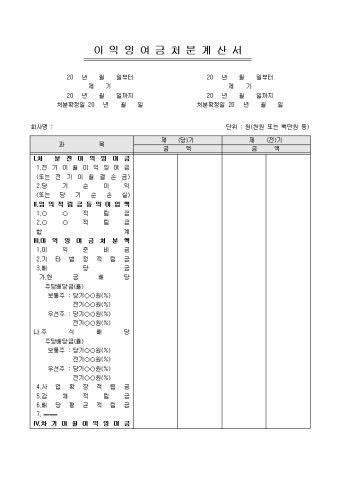 이 익 잉 여 금 처 분 계 산 서
20 년 월 일부터 20 년 월 일부터
제 기 제 기
20 년 월 일까지 20 년 월 일까지
처분확정일 20 년 월 일 처분확정일 20 년 월 일
회사명 : 단위 : 원(천원 또는 백만원 등)
과 목 제 (당)기 제 (전)기
금 액 금 액
I.처 분 전 이 익 잉 여 금
1.전 기 이 월 이 익 잉 여 금
(또는 전 기 이 월 결 손 금)
2.당 기 순 이 익
(또는 당 기 순 손 실)
II.임 의 적 립 금 등 의 이 입 액
1.○ ○ 적 립 금
2.○ ○ 적 립 금
합 계
III.이 익 잉 여 금 처 분 액
1.이 익 준 비 금
2.기 타 법 정 적 립 금
3.배 당 금
가.현 금 배 당
주당배당금(률)
보통주 : 당기○○원(%)
전기○○원(%)
우선주 : 당기○○원(%)
전기○○원(%)
나.주 식 배 당
주당배당금(률)
보통주 : 당기○○원(%)
전기○○원(%)
우선주 : 당기○○원(%)
전기○○원(%)
4.사 업 확 장 적 립 금
5.감 채 적 립 금
6.배 당 평 균 적 립 금
7. ----
IV.차 기 이 월 이 익 잉 여 금